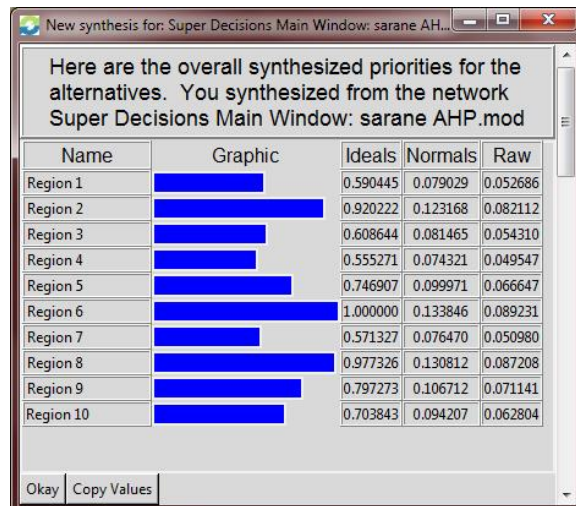 New synthesis for: Super Decisions Main Window: sarane AH...
Here are the overall synthesized priorities for the
alternatives. You synthesized from the network
Super Decisions Main Window: sarane AHP.mod
Name Graphic Ideals Normals Raw
Region 1 0.590445 0.079029 0.052686
Region 2 0.920222 0.123168 0.082112
Region 3 0.608644 0.081465 0.054310
Region 4 0.555271 0.074321 0.049547
Region 5 0.746907 0.099971 0.066647
Region 6 1.000000 0.133846 0.089231
Region 7 0.571327 0.076470 0.050980
Region 8 0.977326 0.130812 0.087208
Region 9 0.797273 0.106712 0.071141
Region 10 0.703843 0.094207 0.062804
Okay Copy Values